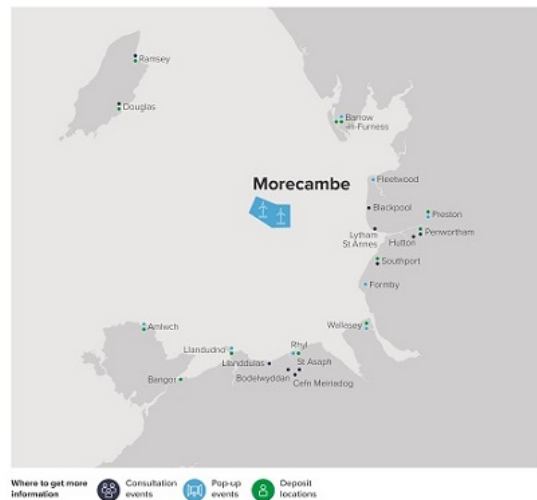 Ramsey
Douglas
Barrow
-in-Furness
Morecambe
Fleetwood
Blackpool
Preston
Lytham
St Annes
Penwortham
Hutton
Southport
Formby
Wallasey
Amlwch
Llandudno
Rhyl
Llanddulas
St Asaph
Bangor
Bodelwyddan
Cefn Meiriadog
Where to get more
information
Consultation
events
Pop-up
events
Deposit
locations